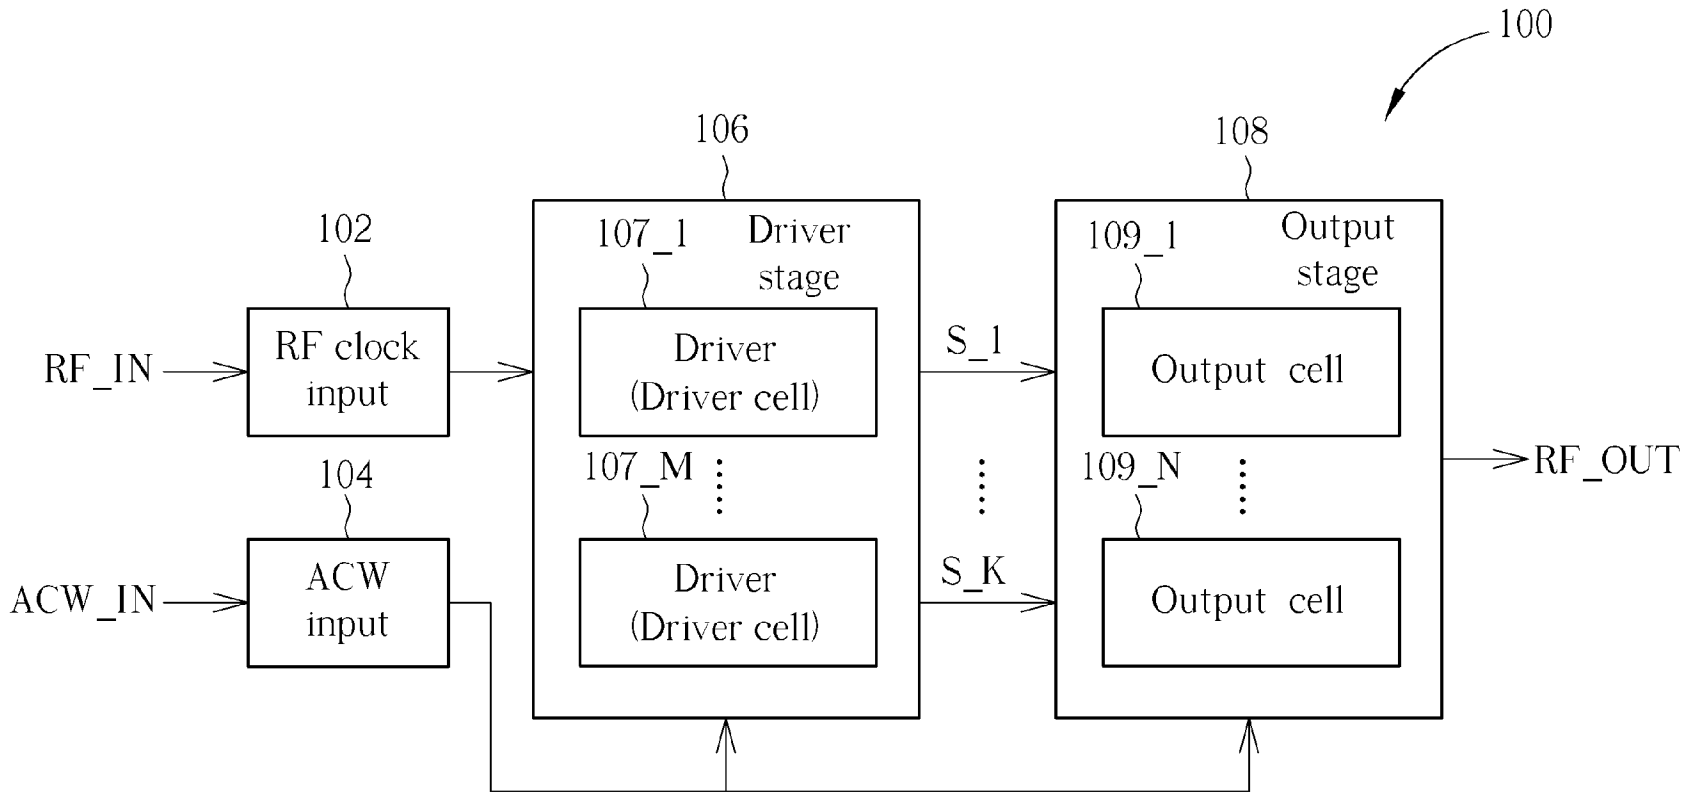 100
106
108
102
107_1
Driver
stage
109_1
Output
stage
RF_IN
RF clock
input
Driver
(Driver cell)
S_1
Output cell
104
107_M
109_N
RF_OUT
ACW_IN
ACW
input
Driver
(Driver cell)
S_K
Output cell